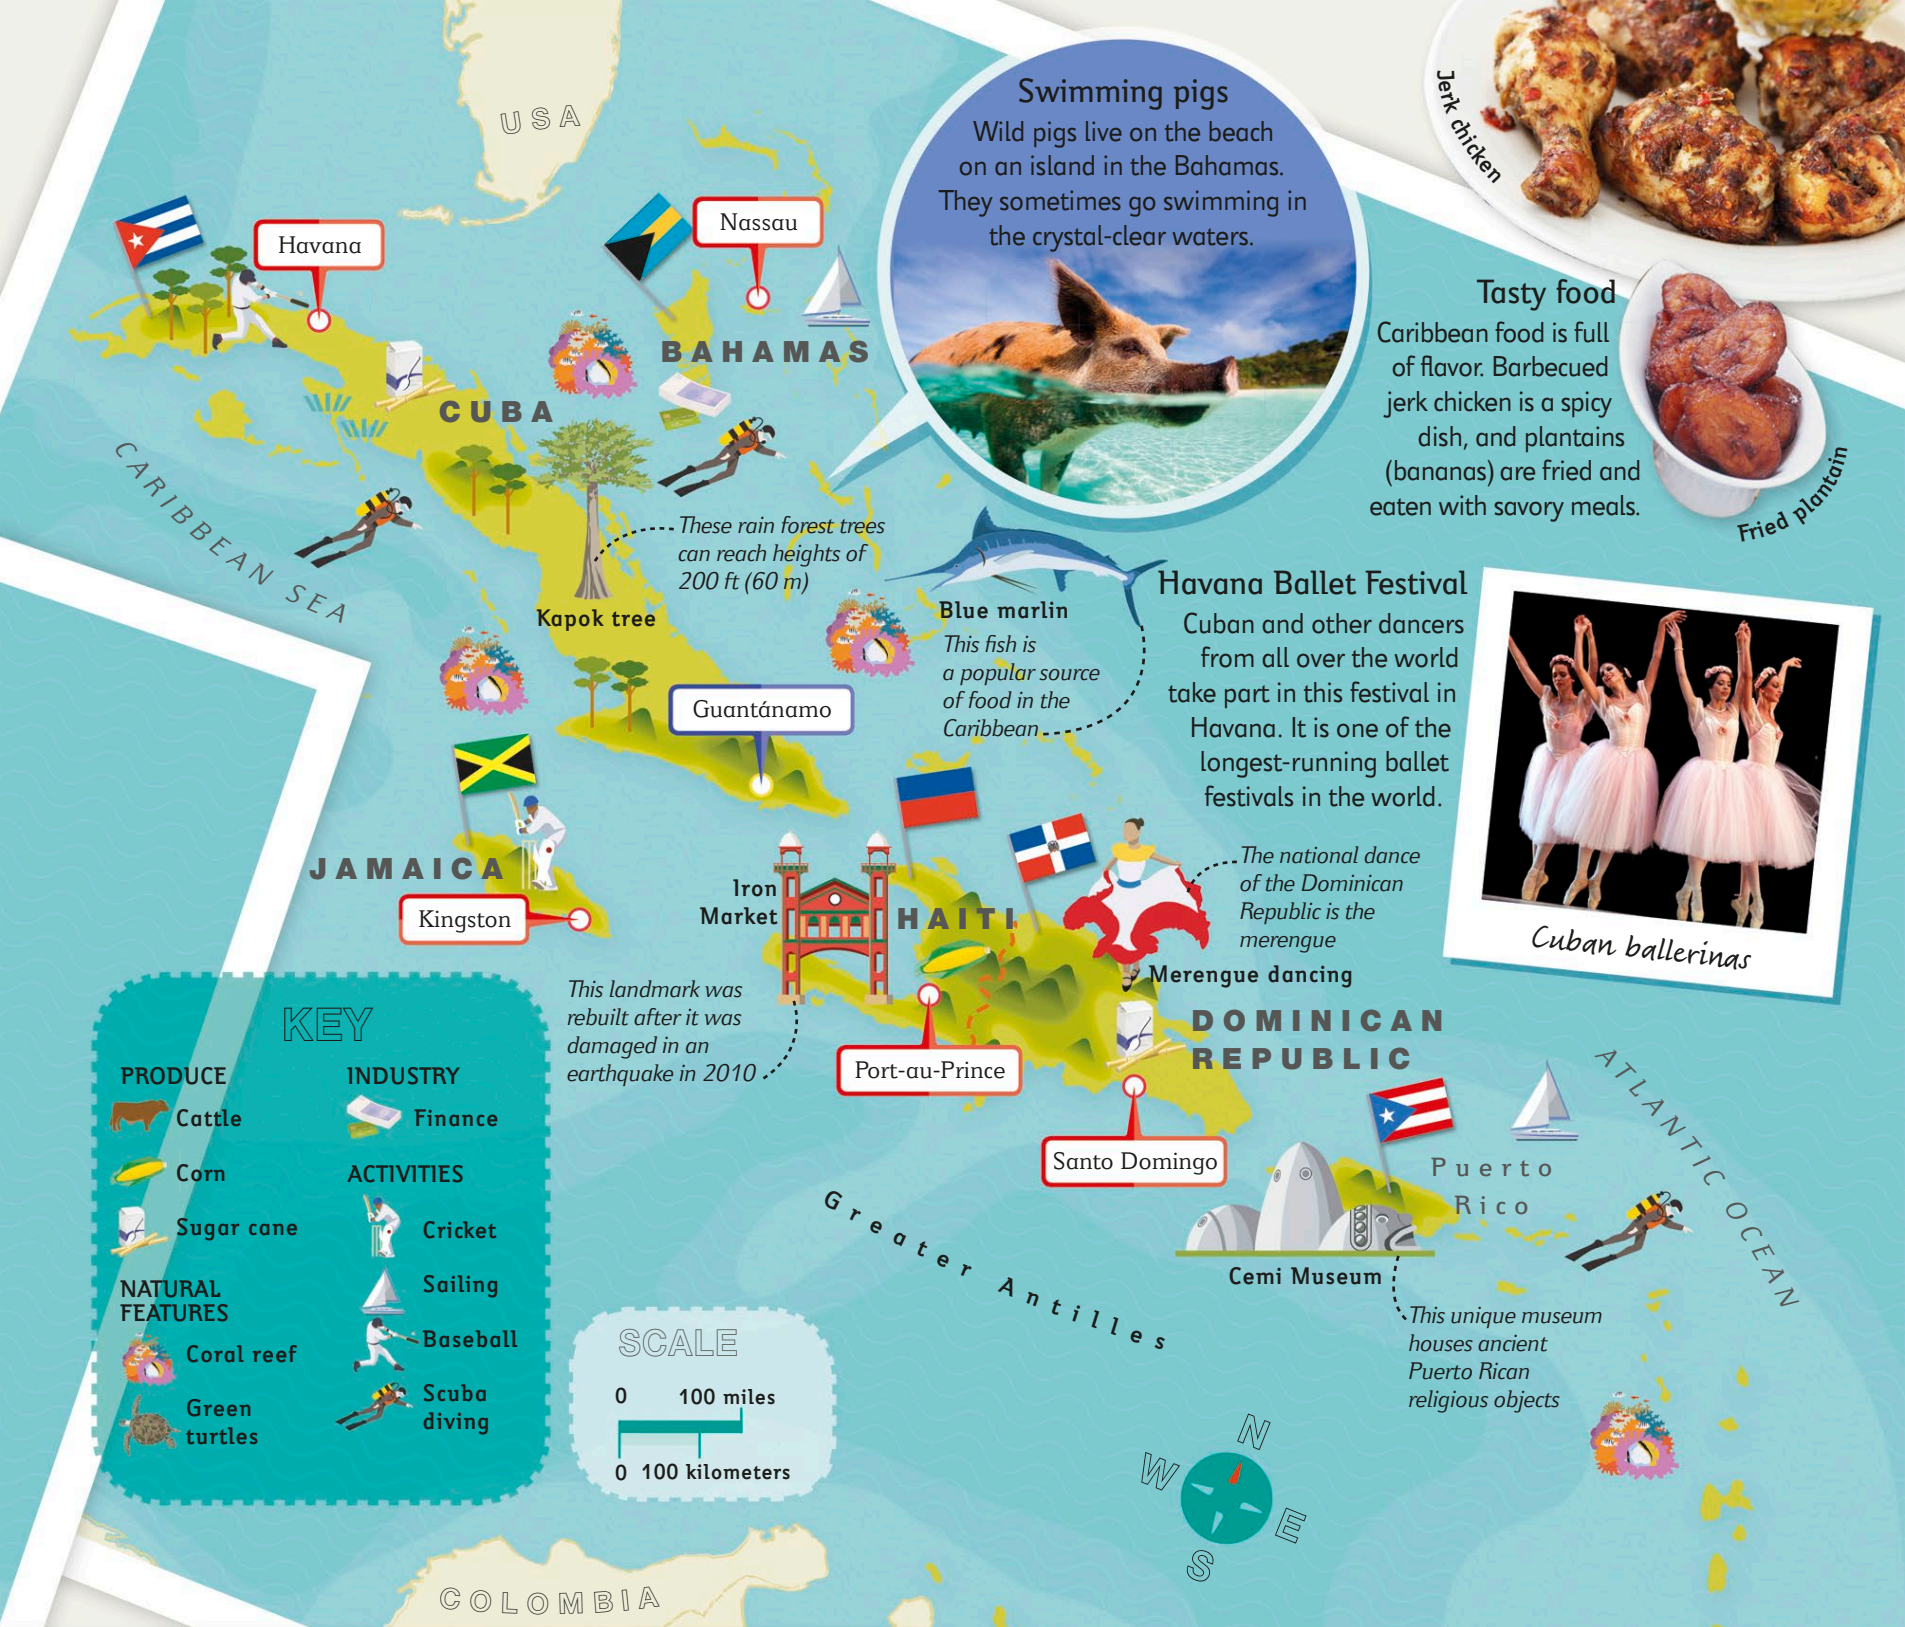 USA
Swimming pigs
Wild pigs live on the beach
on an island in the Bahamas.
They sometimes go swimming in
the crystal-clear waters.
Jerk chicken
Tasty food
Caribbean food is full
of flavor. Barbecued
jerk chicken is a spicy
dish, and plantains
(bananas) are fried and
eaten with savory meals.
Fried plantain
Havana
Nassau
BAHAMAS
CUBA
CARIBBEAN SEA
These rain forest trees
can reach heights of
200 ft (60 m)
Kapok tree
Blue marlin
This fish is
a popular source
of food in the
Caribbean
Havana Ballet Festival
Cuban and other dancers
from all over the world
take part in this festival in
Havana. It is one of the
longest-running ballet
festivals in the world.
Cuban ballerinas
Guantánamo
JAMAICA
Kingston
Iron
Market
HAITI
This landmark was
rebuilt after it was
damaged in an
earthquake in 2010
The national dance
of the Dominican
Republic is the
merengue
Merengue dancing
DOMINICAN
REPUBLIC
Port-au-Prince
Santo Domingo
Puerto
Rico
ATLANTIC OCEAN
Greater Antilles
Cemi Museum
This unique museum
houses ancient
Puerto Rican
religious objects
KEY
PRODUCE
Cattle
Corn
Sugar cane
NATURAL
FEATURES
Coral reef
Green
turtles
INDUSTRY
Finance
ACTIVITIES
Cricket
Sailing
Baseball
Scuba
diving
SCALE
0 100 miles
0 100 kilometers
N
W
E
S
COLOMBIA